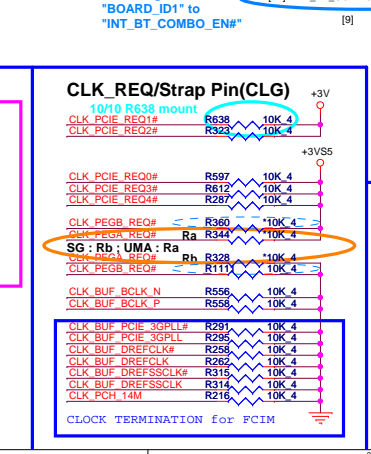 "BOARD_ID1" to
"INT_BT_COMBO_EN#"
[9]
CLK_REQ/Strap Pin(CLG)
+3V
10/10 R638 mount
CLK_PCIE_REQ1# R638 10K_4
CLK_PCIE_REQ2# R323 10K_4
+3VS5
CLK_PCIE_REQ0# R597 10K_4
CLK_PCIE_REQ3# R612 10K_4
CLK_PCIE_REQ4# R287 10K_4
CLK_PEGB_REQ# R360 *10K_4
CLK_PEGA_REQ# Ra R344 *10K_4
SG : Rb ; UMA : Ra
CLK_PEGA_REQ# Rb R328 *10K_4
CLK_PEGB_REQ# R111 10K_4
CLK_BUF_BCLK_N R556 10K_4
CLK_BUF_BCLK_P R558 10K_4
CLK_BUF_PCIE_3GPLL# R291 10K_4
CLK_BUF_PCIE_3GPLL R295 10K_4
CLK_BUF_DREFCLK# R258 10K_4
CLK_BUF_DREFCLK R262 10K_4
CLK_BUF_DREFSSCLK# R315 10K_4
CLK_BUF_DREFSSCLK R314 10K_4
CLK_PCH_14M R216 10K_4
CLOCK TERMINATION for FCIM